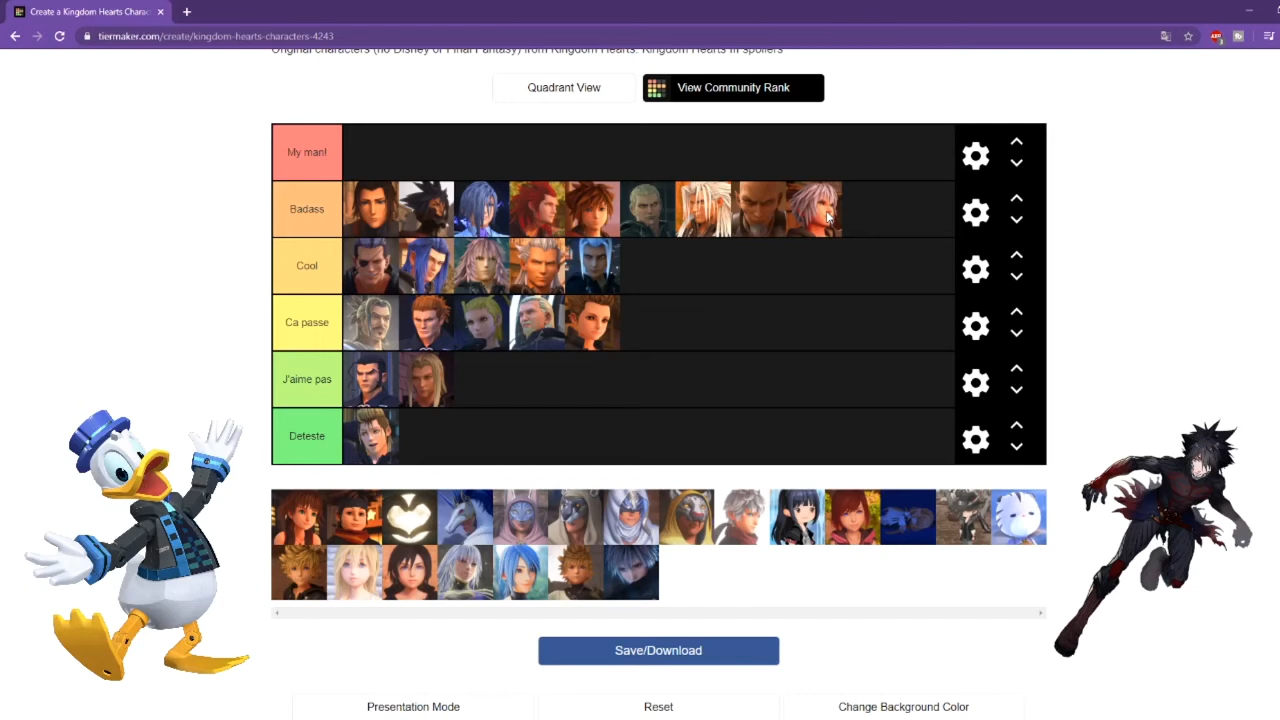 Create a Kingdom Hearts Charac
tiermaker.com/create/kingdom-hearts-characters-4243
Original characters (no Disney or Final Fantasy) from Kingdom Hearts. Kingdom Hearts III spoilers
Quadrant View
View Community Rank
My man!
Badass
Cool
Ca passe
J'aime pas
Deteste
Save/Download
Presentation Mode
Reset
Change Background Color